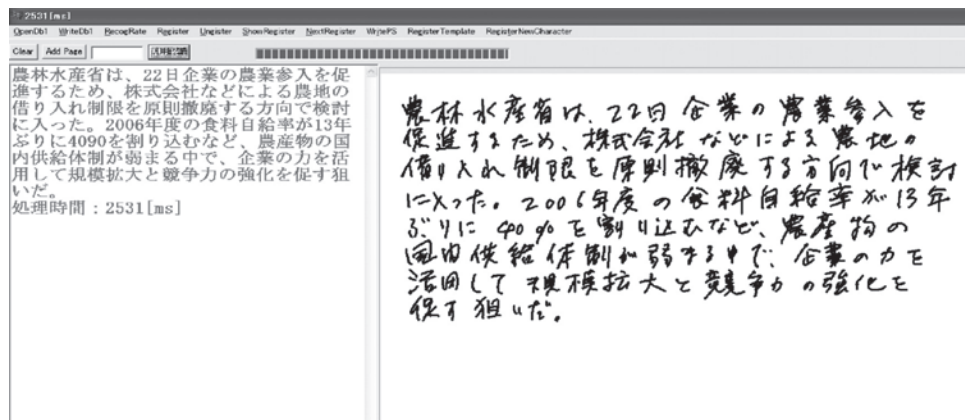 2531[ms]
OpenDb1 WriteDb1 RecogRate Register Ungister ShowRegister NextRegister WritePS RegisterTemplate RegisterNewCharacter
Clear Add Page
農林水産省は、22日企業の農業参入を促
進するため、株式会社などによる農地の
借り入れ制限を原則撤廃する方向で検討
に入った。2006年度の食料自給率が13年
ぶりに4090を割り込むなど、農産物の国
内供給体制が弱まる中で、企業の力を活
用して規模拡大と競争力の強化を促す狙
いだ。
処理時間:2531[ms]
農林水産省は、22日企業の農業参入を
促進するため、株式会社などによる農地の
借り入れ制限を原則撤廃する方向で検討
に入った。2006年度の食料自給率が13年
ぶりに40%を割り込むなど、農産物の
国内供給体制が弱まる中で、企業の力を
活用して規模拡大と競争力の強化を
促す狙いだ。